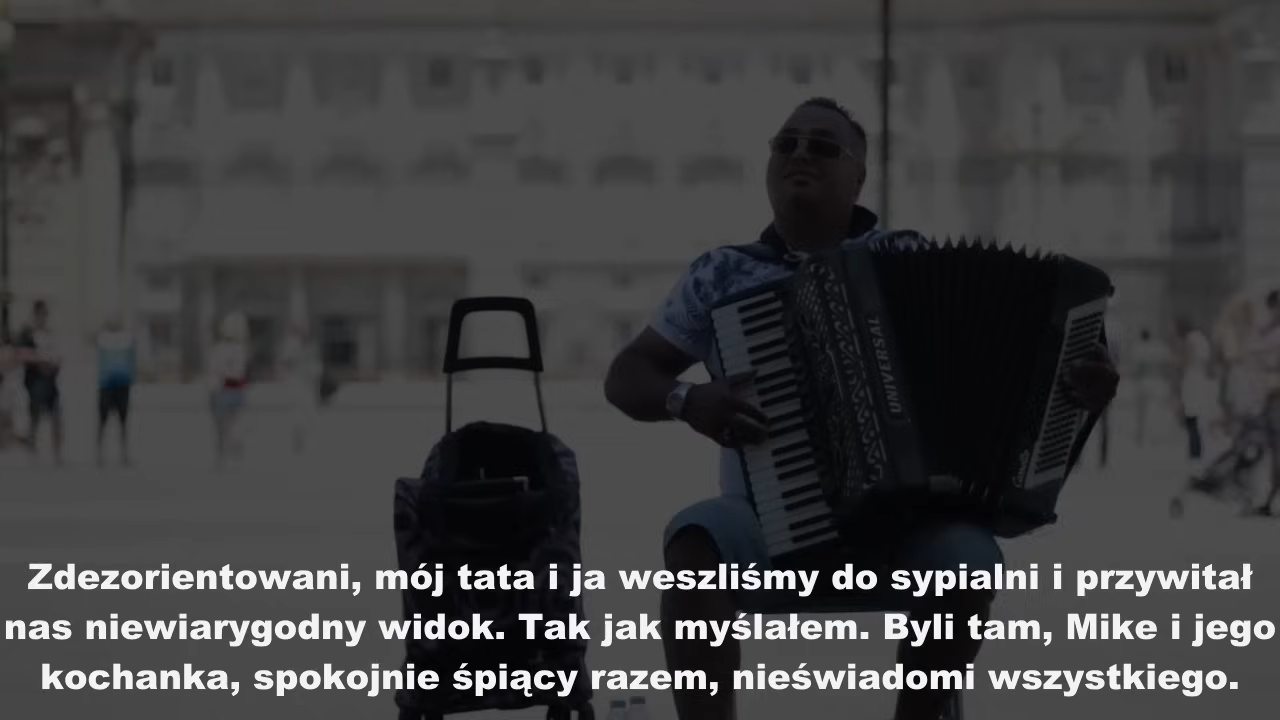 UNIVERSAL
Zdezorientowani, mój tata i ja weszliśmy do sypialni i przywitał
nas niewiarygodny widok. Tak jak myślałem. Byli tam, Mike i jego
kochanka, spokojnie śpiący razem, nieświadomi wszystkiego.